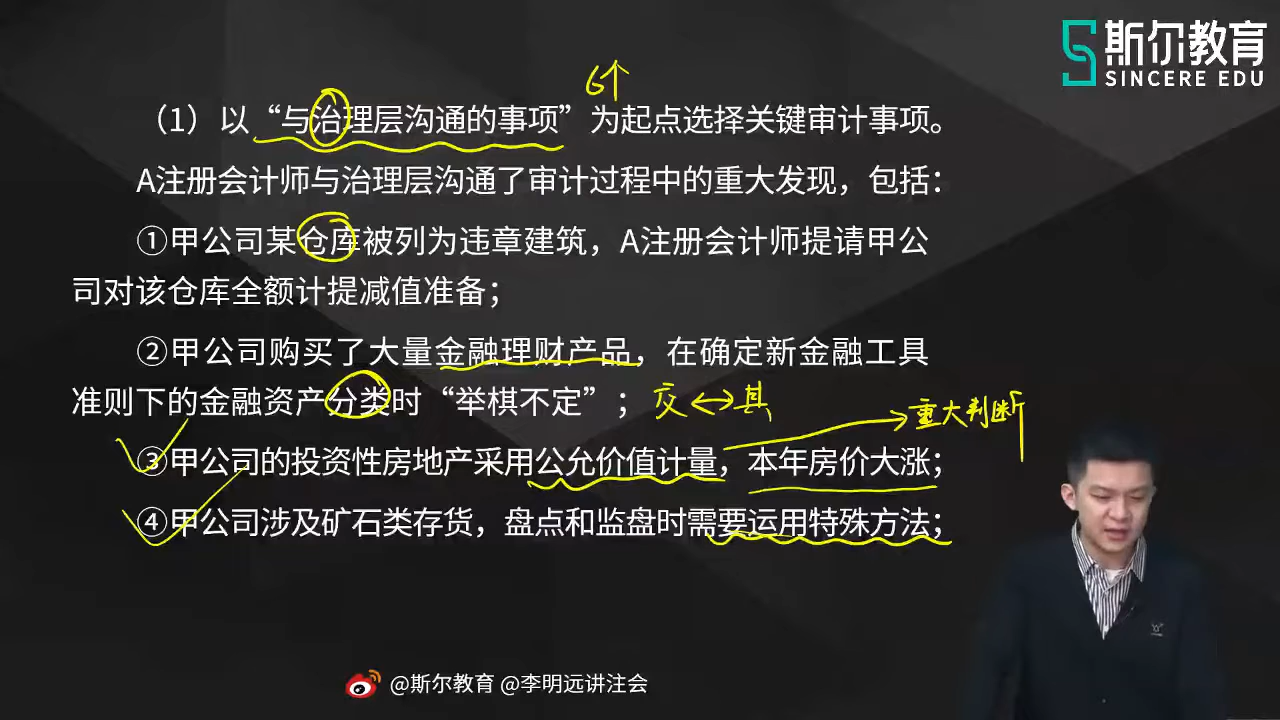 斯尔教育
SINCERE EDU
6个
（1）以“与治理层沟通的事项”为起点选择关键审计事项。
A注册会计师与治理层沟通了审计过程中的重大发现，包括：
①甲公司某仓库被列为违章建筑，A注册会计师提请甲公
司对该仓库全额计提减值准备；
②甲公司购买了大量金融理财产品，在确定新金融工具
准则下的金融资产分类时“举棋不定”；交↔其
重大判断
③甲公司的投资性房地产采用公允价值计量，本年房价大涨；
④甲公司涉及矿石类存货，盘点和监盘时需要运用特殊方法；
@斯尔教育 @李明远讲注会